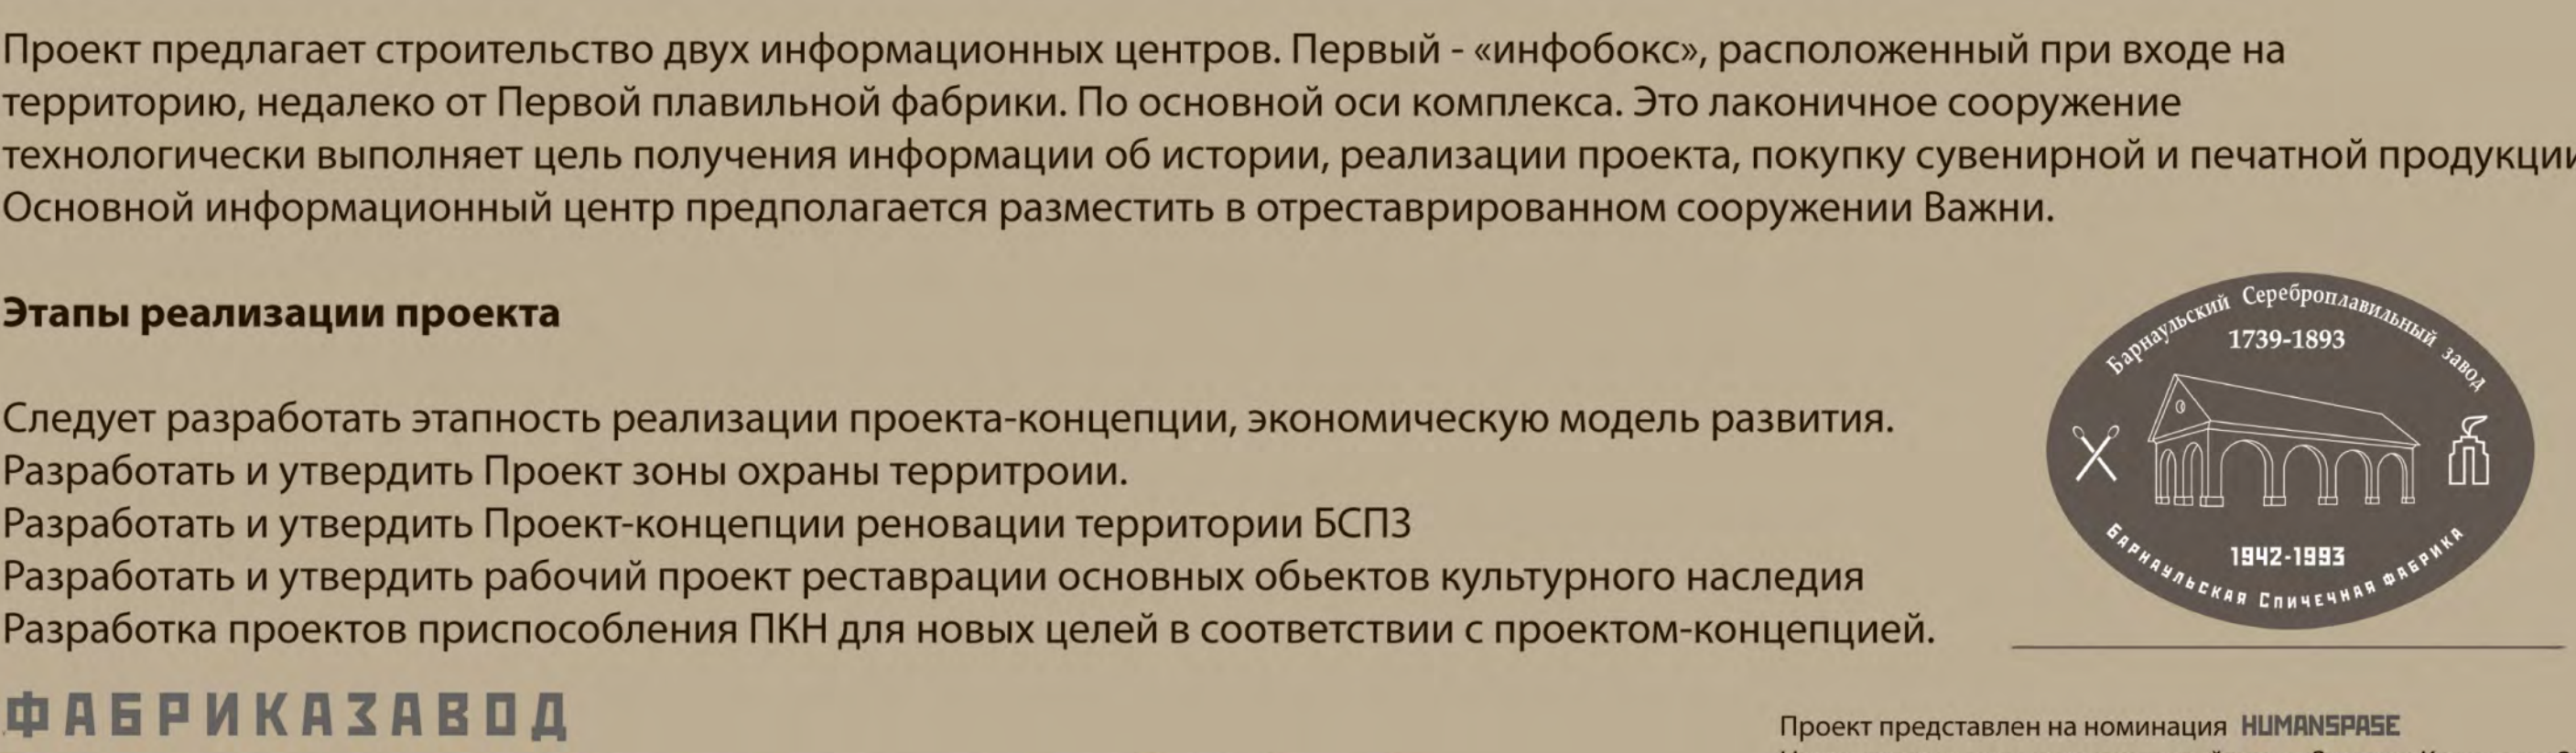 Проект предлагает строительство двух информационных центров. Первый - «инфобокс», расположенный при входе на
территорию, недалеко от Первой плавильной фабрики. По основной оси комплекса. Это лаконичное сооружение
технологически выполняет цель получения информации об истории, реализации проекта, покупку сувенирной и печатной продукции
Основной информационный центр предполагается разместить в отреставрированном сооружении Важни.
Этапы реализации проекта
Следует разработать этапность реализации проекта-концепции, экономическую модель развития.
Разработать и утвердить Проект зоны охраны территроии.
Разработать и утвердить Проект-концепции реновации территории БСПЗ
Разработать и утвердить рабочий проект реставрации основных обьектов культурного наследия
Разработка проектов приспособления ПКН для новых целей в соответствии с проектом-концепцией.
Барнаульский Сереброплавильный завод
1739-1893
1942-1993
Барнаульская Спичечная фабрика
ФАБРИКАЗАВОД
Проект представлен на номинация HUMANSPASE